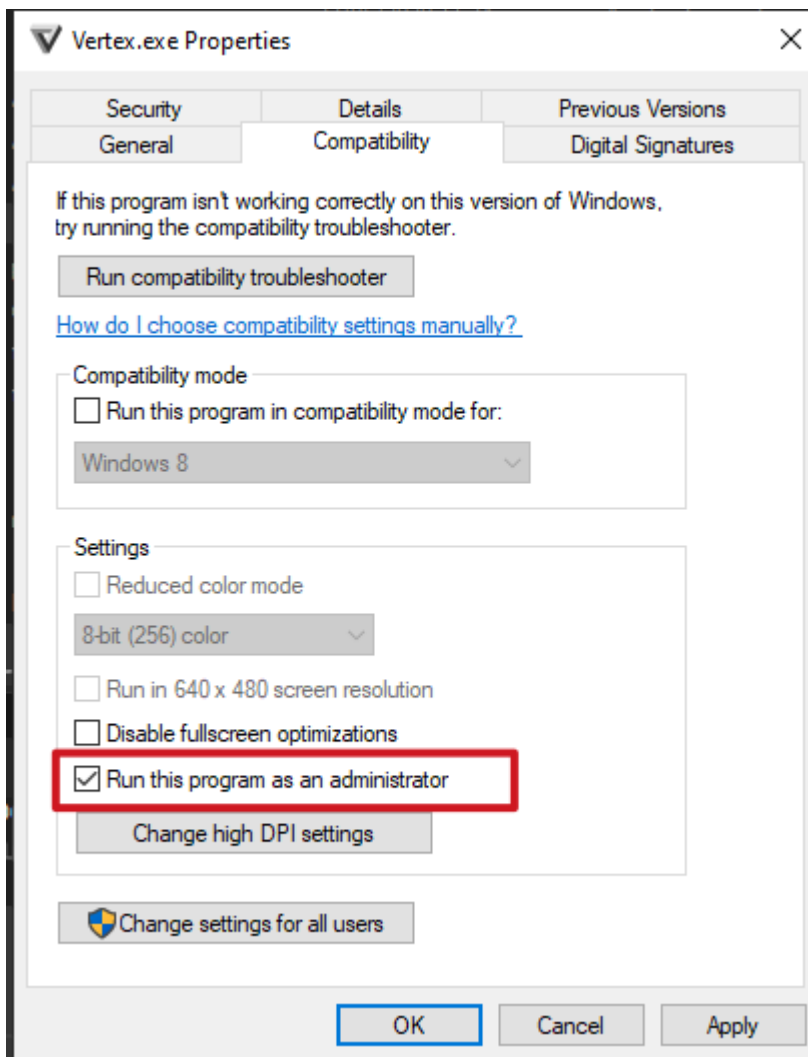 Vertex.exe Properties
Security Details Previous Versions
General Compatibility Digital Signatures
If this program isn't working correctly on this version of Windows,
try running the compatibility troubleshooter.
Run compatibility troubleshooter
How do I choose compatibility settings manually?
Compatibility mode
Run this program in compatibility mode for:
Windows 8
Settings
Reduced color mode
8-bit (256) color
Run in 640 x 480 screen resolution
Disable fullscreen optimizations
Run this program as an administrator
Change high DPI settings
Change settings for all users
OK Cancel Apply